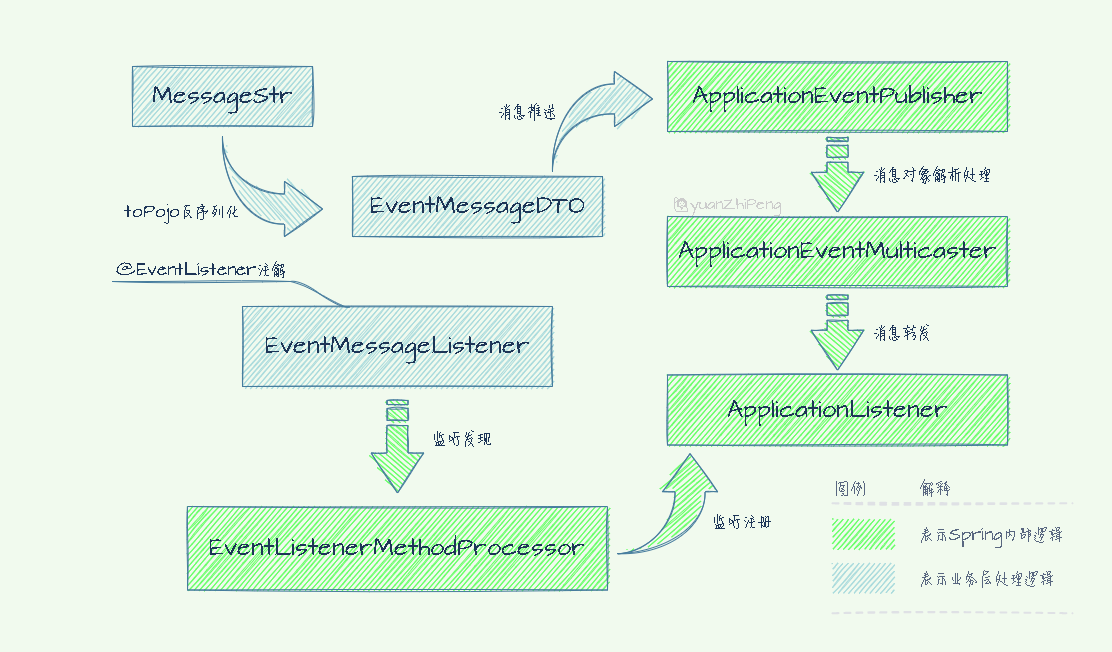 MessageStr
toPojo反序列化
EventMessageDTO
消息推送
ApplicationEventPublisher
消息对象解析处理
@yuanZhiPeng
ApplicationEventMulticaster
消息转发
ApplicationListener
@EventListener注解
EventMessageListener
监听发现
EventListenerMethodProcessor
监听注册
图例 解释
表示Spring内部逻辑
表示业务层处理逻辑